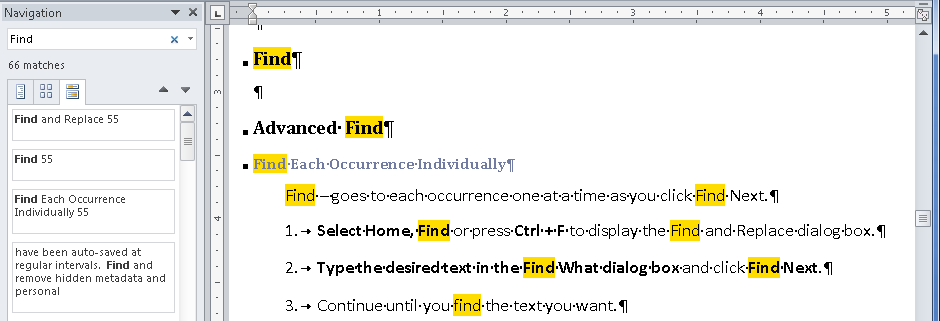 Navigation
Find
66 matches
Find and Replace 55
Find 55
Find Each Occurrence
Individually 55
have been auto-saved at
regular intervals. Find and
remove hidden metadata and
personal
L
1 2 3 4 5
3
4
¶
Find¶
¶
Advanced· Find¶
Find·Each·Occurrence·Individually¶
Find·–goes·to·each·occurrence·one·at·a·time·as·you·click·Find·Next.¶
1.→Select·Home,·Find·or·press·Ctrl·+·F·to·display·the·Find·and·Replace·dialog·box.¶
2.→Type·the·desired·text·in·the·Find·What·dialog·box·and·click·Find·Next.¶
3.→Continue·until·you·find·the·text·you·want.¶